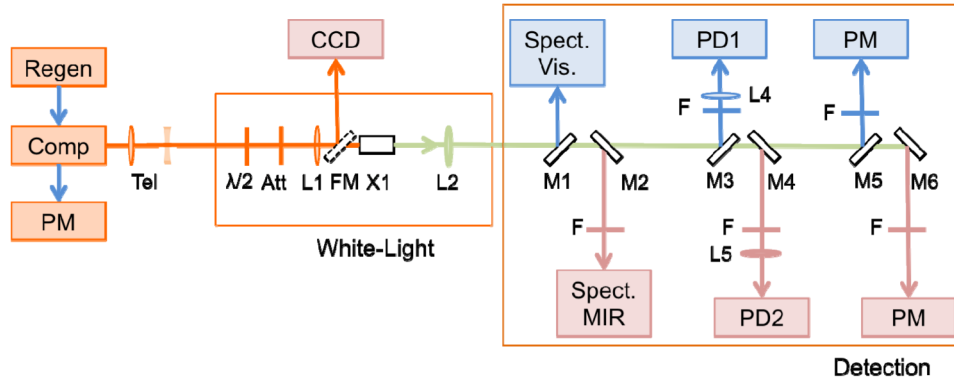 Regen
Comp
PM
Tel
CCD
λ/2
Att
L1
FM
X1
L2
White-Light
Spect.
Vis.
PD1
PM
F
L4
F
M1
M2
M3
M4
M5
M6
F
F
L5
F
Spect.
MIR
PD2
PM
Detection